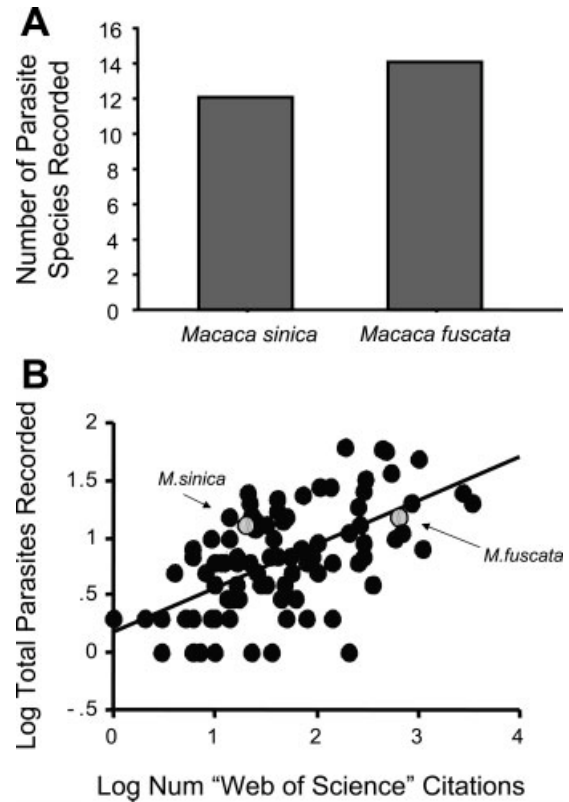 A
Number of Parasite
Species Recorded
16
14
12
10
8
6
4
2
0
Macaca sinica
Macaca fuscata
B
Log Total Parasites Recorded
2
1.5
1
.5
0
-.5
M.sinica
M.fuscata
0
1
2
3
4
Log Num “Web of Science” Citations